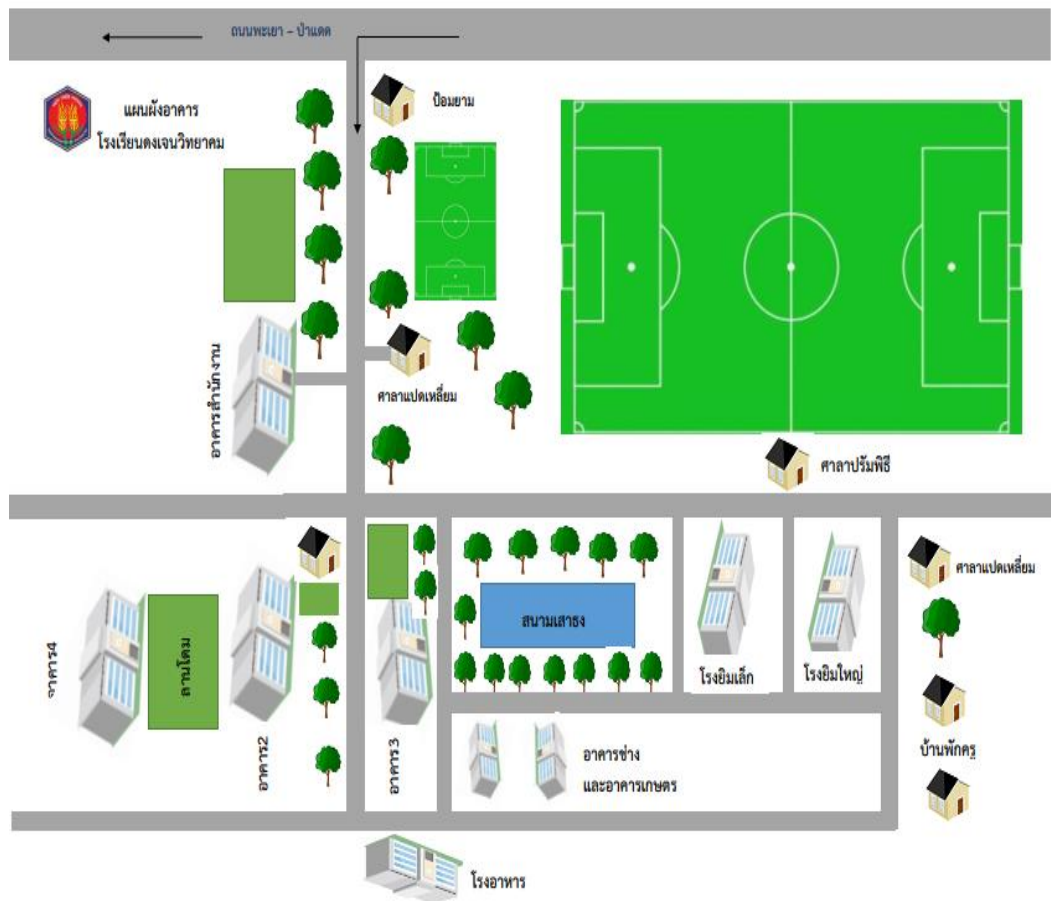 ถนนพะเยา – ป่าแดด
แผนผังอาคาร
โรงเรียนดงเจนวิทยาคม
ป้อมยาม
อาคารสำนักงาน
ศาลาแปดเหลี่ยม
ศาลาปรัมพิธี
อาคาร4
ลานโดม
อาคาร2
อาคาร3
สนามเสาธง
โรงยิมเล็ก
โรงยิมใหญ่
ศาลาแปดเหลี่ยม
บ้านพักครู
อาคารช่าง
และอาคารเกษตร
โรงอาหาร